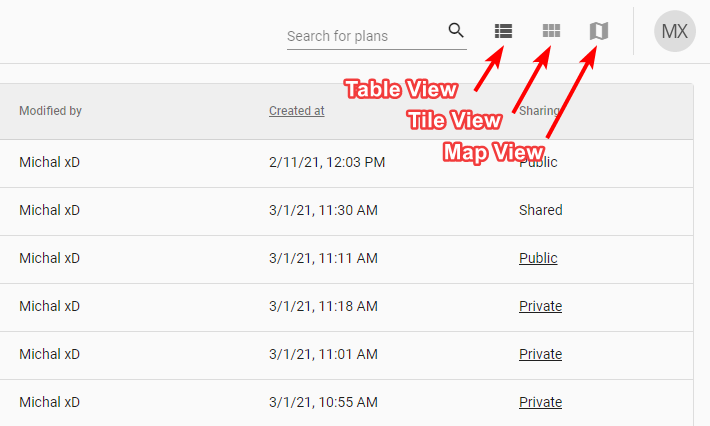 Search for plans
MX
Table View
Tile View
Map View
Modified by Created at Sharing
Michal xD 2/11/21, 12:03 PM Public
Michal xD 3/1/21, 11:30 AM Shared
Michal xD 3/1/21, 11:11 AM Public
Michal xD 3/1/21, 11:18 AM Private
Michal xD 3/1/21, 11:01 AM Private
Michal xD 3/1/21, 10:55 AM Private